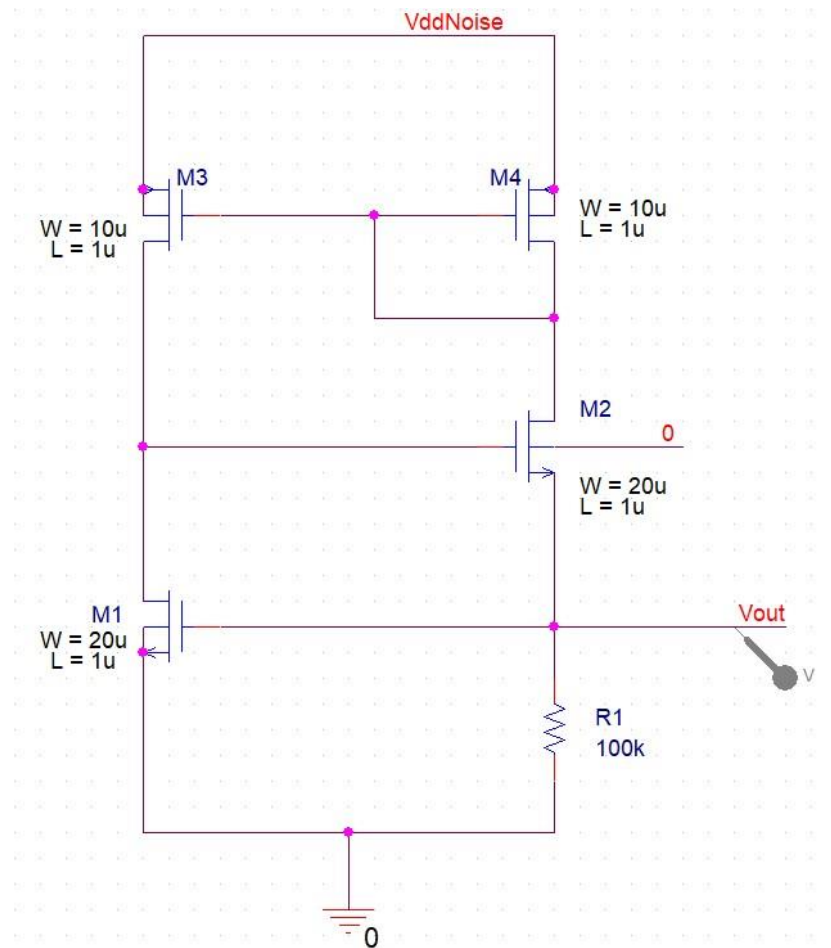 VddNoise
M3
M4
W = 10u
L = 1u
W = 10u
L = 1u
M2
0
W = 20u
L = 1u
M1
W = 20u
L = 1u
Vout
V
R1
100k
0